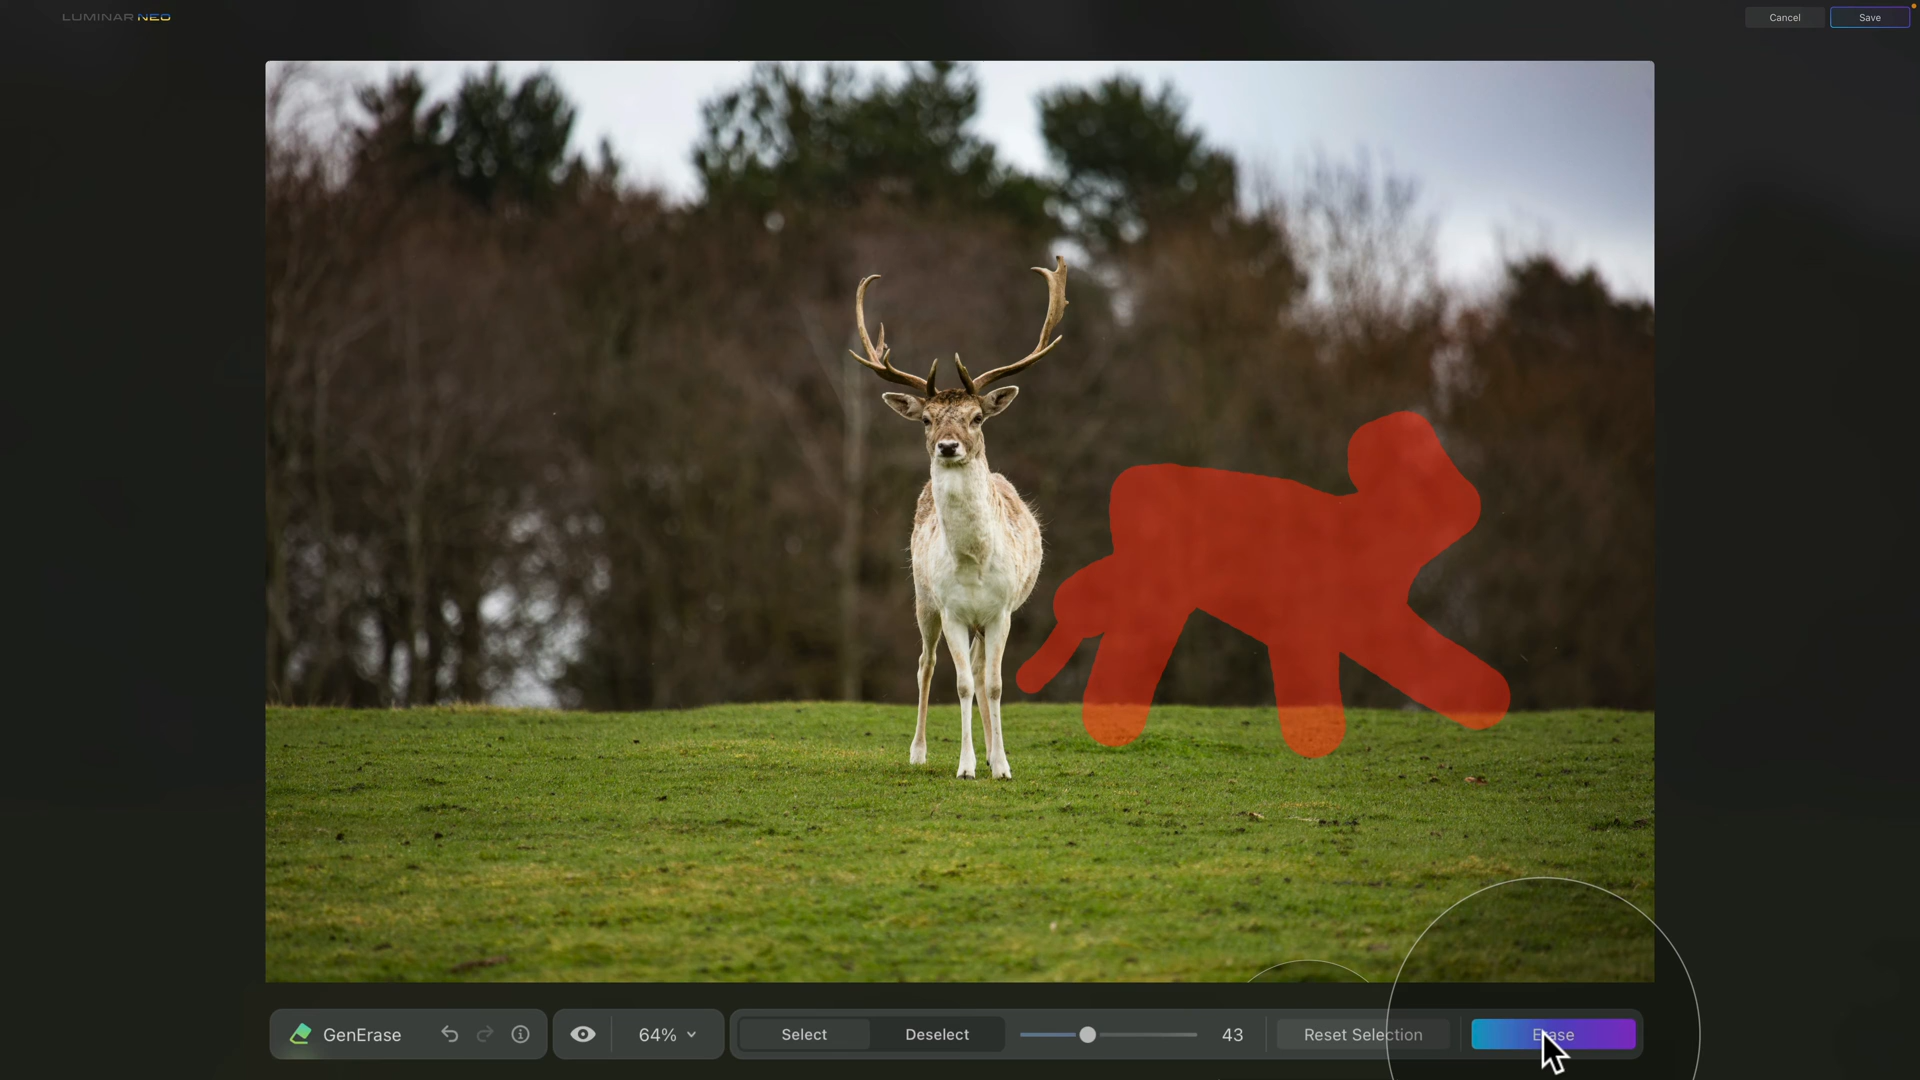 LUMINAR NEO
Cancel
Save
GenErase
64%
Select
Deselect
43
Reset Selection
Erase